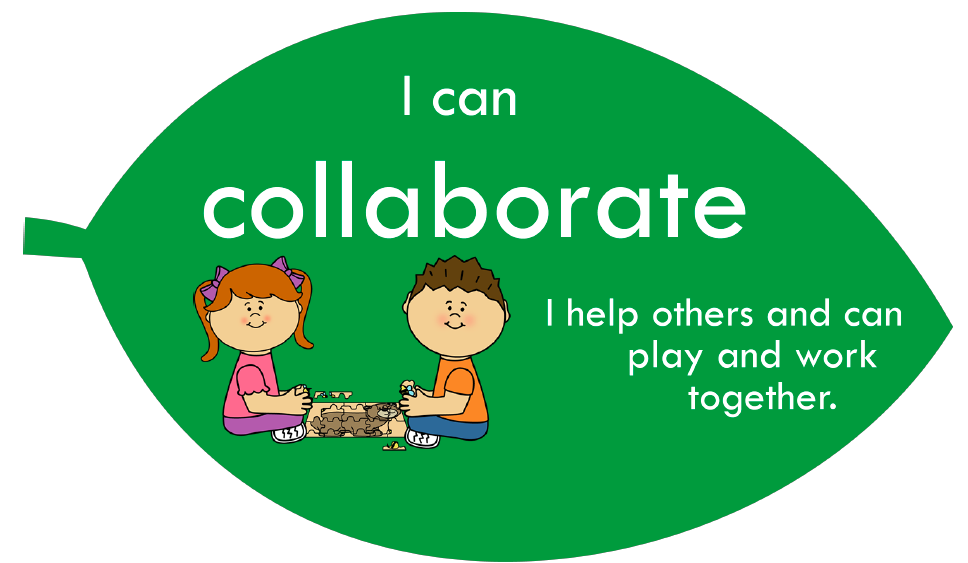 I can
collaborate
I help others and can
play and work
together.